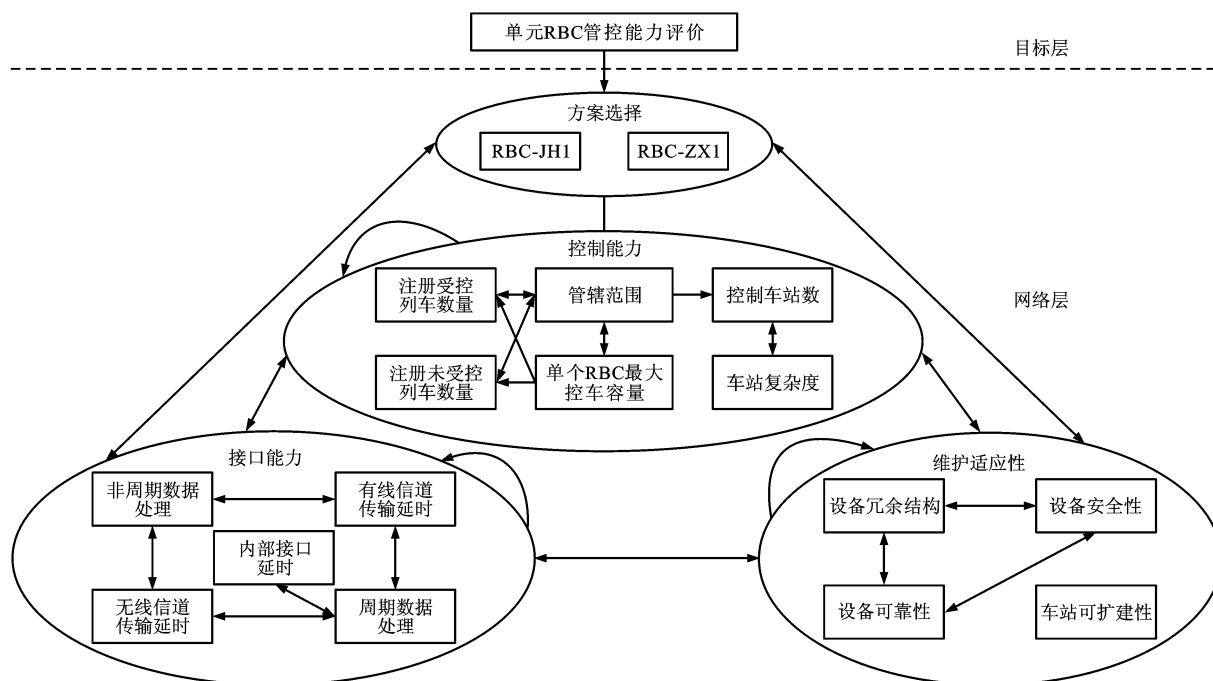 单元RBC管控能力评价
目标层
方案选择
RBC-JH1
RBC-ZX1
控制能力
注册受控
列车数量
管辖范围
控制车站数
网络层
注册未受控
列车数量
单个RBC最大
控车容量
车站复杂度
接口能力
非周期数据
处理
有线信道
传输延时
内部接口
延时
无线信道
传输延时
周期数据
处理
维护适应性
设备冗余结构
设备安全性
设备可靠性
车站可扩建性